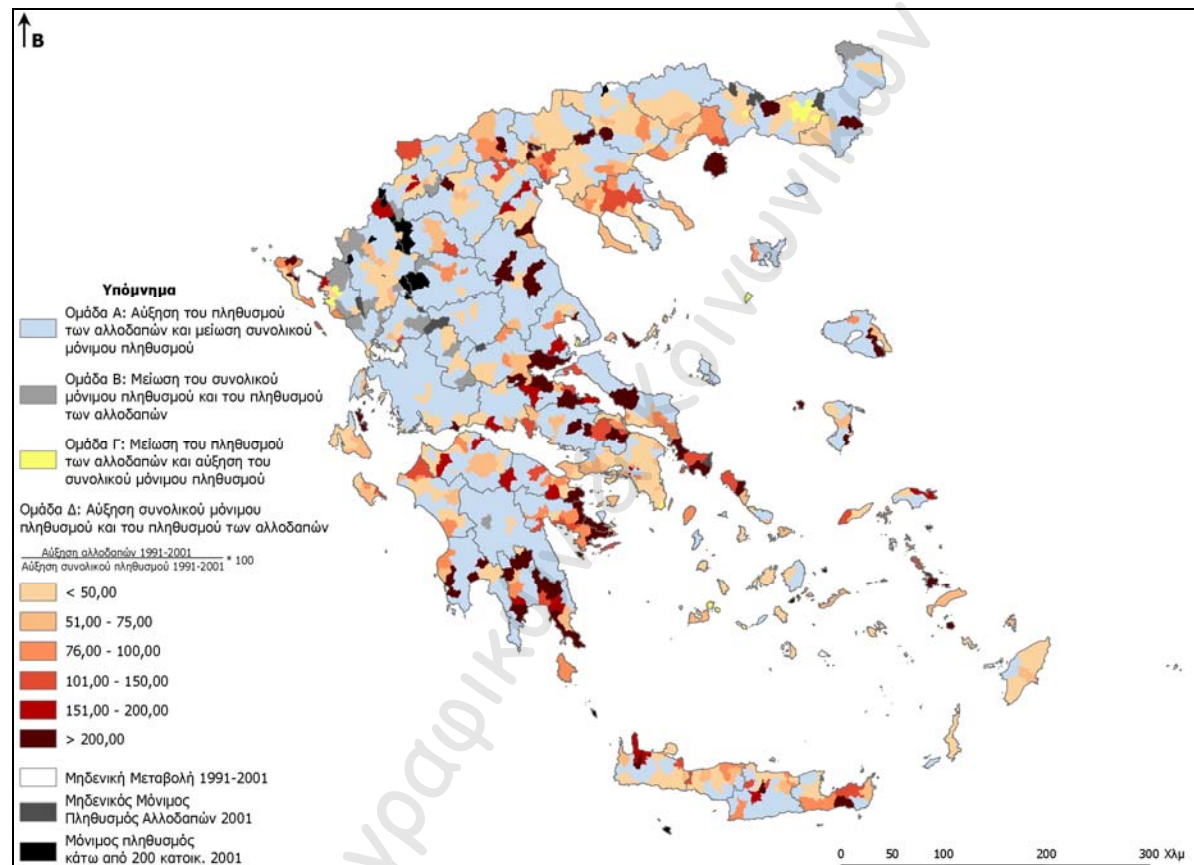 Β
Υπόμνημα
Ομάδα Α: Αύξηση του πληθυσμού
των αλλοδαπών και μείωση συνολικού
μόνιμου πληθυσμού
Ομάδα Β: Μείωση του συνολικού
μόνιμου πληθυσμού και του πληθυσμού
των αλλοδαπών
Ομάδα Γ: Μείωση του πληθυσμού
των αλλοδαπών και αύξηση του
συνολικού μόνιμου πληθυσμού
Ομάδα Δ: Αύξηση συνολικού μόνιμου
πληθυσμού και του πληθυσμού των αλλοδαπών
Αύξηση αλλοδαπών 1991-2001
Αύξηση συνολικού πληθυσμού 1991-2001 * 100
< 50,00
51,00 - 75,00
76,00 - 100,00
101,00 - 150,00
151,00 - 200,00
> 200,00
Μηδενική Μεταβολή 1991-2001
Μηδενικός Μόνιμος
Πληθυσμός Αλλοδαπών 2001
Μόνιμος πληθυσμός
κάτω από 200 κατοικ. 2001
0 50 100 200 300 Χλμ